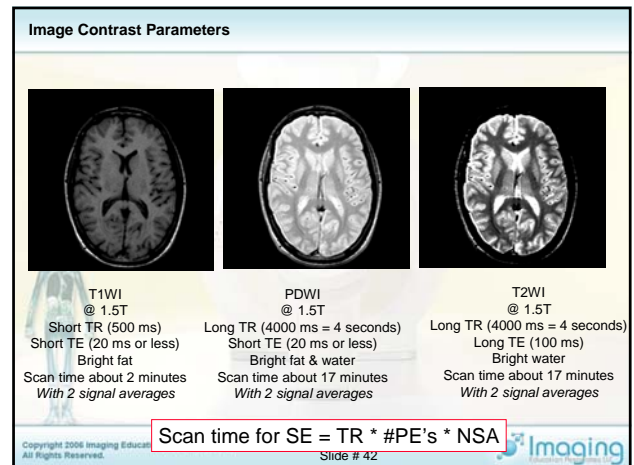 Image Contrast Parameters
T1WI
@ 1.5T
Short TR (500 ms)
Short TE (20 ms or less)
Bright fat
Scan time about 2 minutes
With 2 signal averages
PDWI
@ 1.5T
Long TR (4000 ms = 4 seconds)
Short TE (20 ms or less)
Bright fat & water
Scan time about 17 minutes
With 2 signal averages
T2WI
@ 1.5T
Long TR (4000 ms = 4 seconds)
Long TE (100 ms)
Bright water
Scan time about 17 minutes
With 2 signal averages
Scan time for SE = TR * #PE's * NSA
Copyright 2006 Imaging Educati
All Rights Reserved.
Slide # 42
Imaging
Education Associates LLC